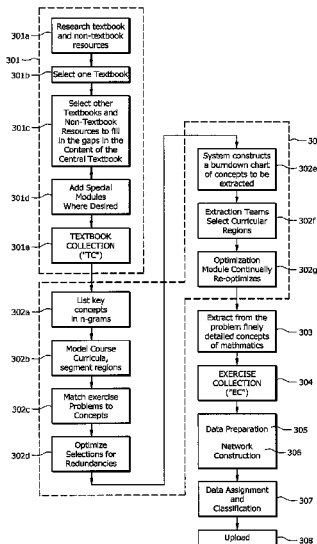 301a
Research textbook
and non-textbook
resources
301
301b
Select one Textbook
301c
Select other
Textbooks and
Non-Textbook
Resources to fill
in the gaps in the
Content of the
Central Textbook
301d
Add Special
Modules
Where Desired
301e
TEXTBOOK
COLLECTION
("TC")
302a
List key
concepts
in n-grams
302b
Model Course
Curricula,
segment regions
302c
Match exercise
Problems to
Concepts
302d
Optimize
Selections for
Redundancies
30
System constructs
a burndown chart
of concepts to be
extracted
302e
Extraction Teams
Select Curricular
Regions
302f
Optimization
Module Continually
Re-optimizes
302g
Extract from the
problem finely
detailed concepts
of mathmatics
303
EXERCISE
COLLECTION
("EC")
304
Data Preparation
305
Network
306
Construction
Data Assignment
and
Classification
307
Upload
308